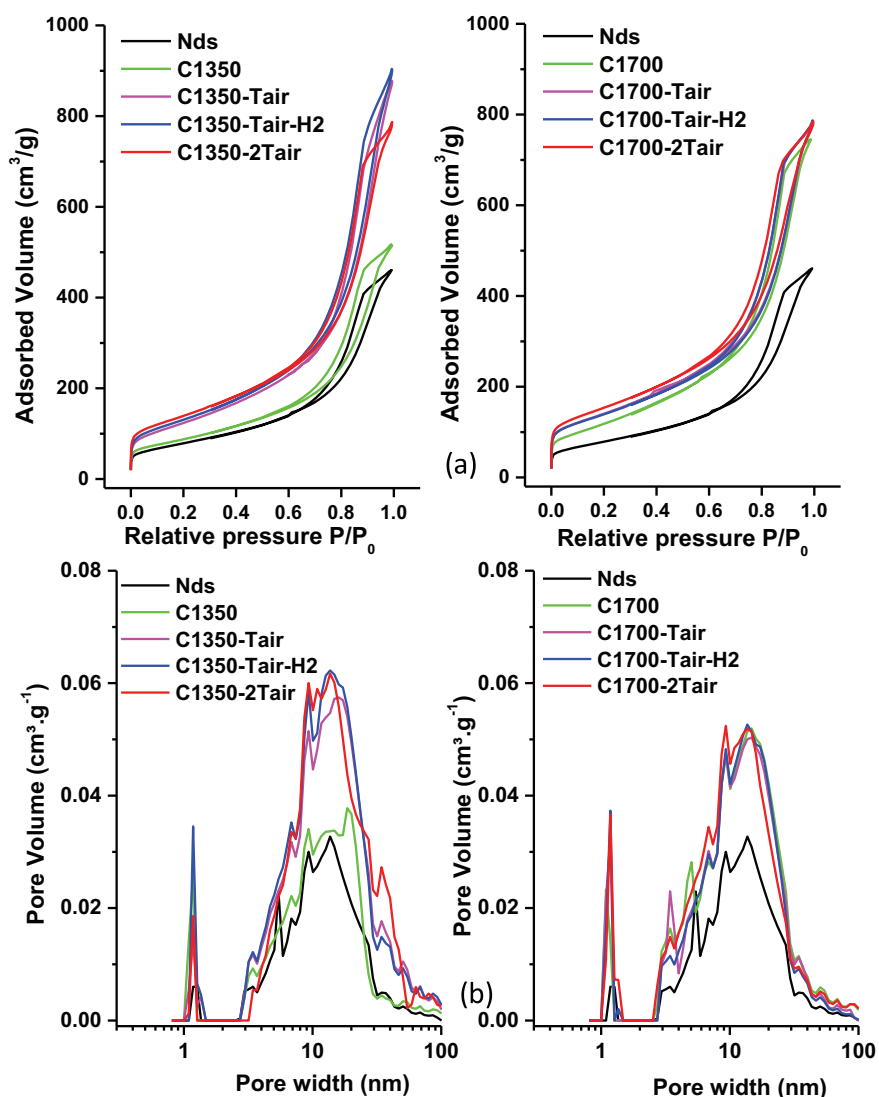 1000
800
600
400
200
0
Adsorbed Volume (cm³/g)
Nds
C1350
C1350-Tair
C1350-Tair-H2
C1350-2Tair
0.0 0.2 0.4 0.6 0.8 1.0
Relative pressure P/P₀
1000
800
600
400
200
0
Adsorbed Volume (cm³/g)
Nds
C1700
C1700-Tair
C1700-Tair-H2
C1700-2Tair
0.0 0.2 0.4 0.6 0.8 1.0
Relative pressure P/P₀
(a)
0.08
0.06
0.04
0.02
0.00
Pore Volume (cm³.g⁻¹)
Nds
C1350
C1350-Tair
C1350-Tair-H2
C1350-2Tair
1 10 100
Pore width (nm)
0.08
0.06
0.04
0.02
0.00
Pore Volume (cm³.g⁻¹)
Nds
C1700
C1700-Tair
C1700-Tair-H2
C1700-2Tair
1 10 100
Pore width (nm)
(b)